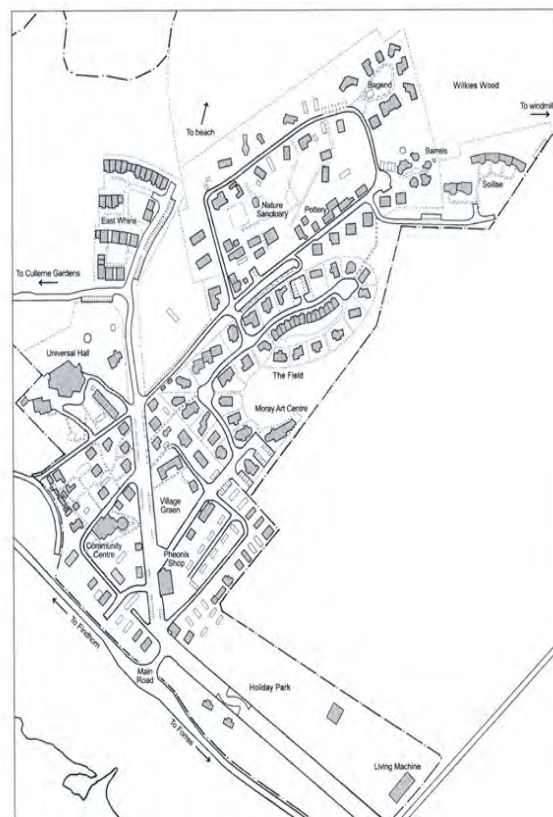 Bagend
Wilkies Wood
To windmill
To beach
Barrels
Soillse
Nature
Sanctuary
Pottery
East Whins
To Cullerne Gardens
Universal Hall
The Field
Moray Art Centre
Village
Green
Community
Centre
Pheonix
Shop
To Findhorn
Main
Road
Holiday Park
To Forres
Living Machine